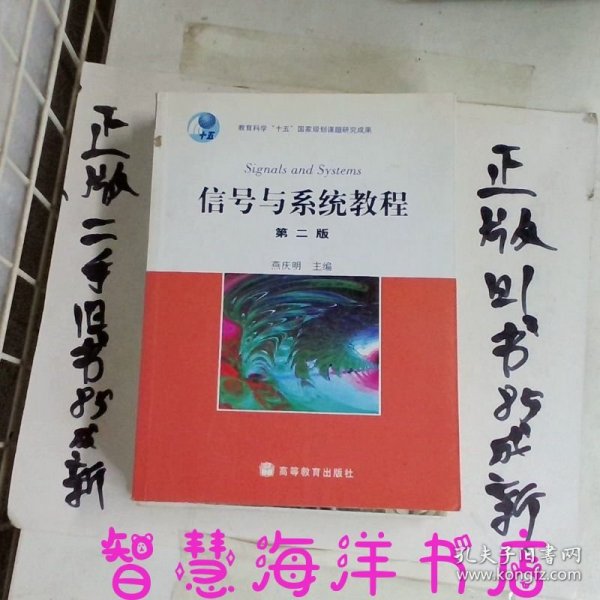 正版二手旧书85成新
十五
教育科学“十五”国家规划课题研究成果
Signals and Systems
信号与系统教程
第二版
燕庆明 主编
高等教育出版社
正版旧书85成新
智慧海洋书店
孔夫子旧书网
www.kongfz.com